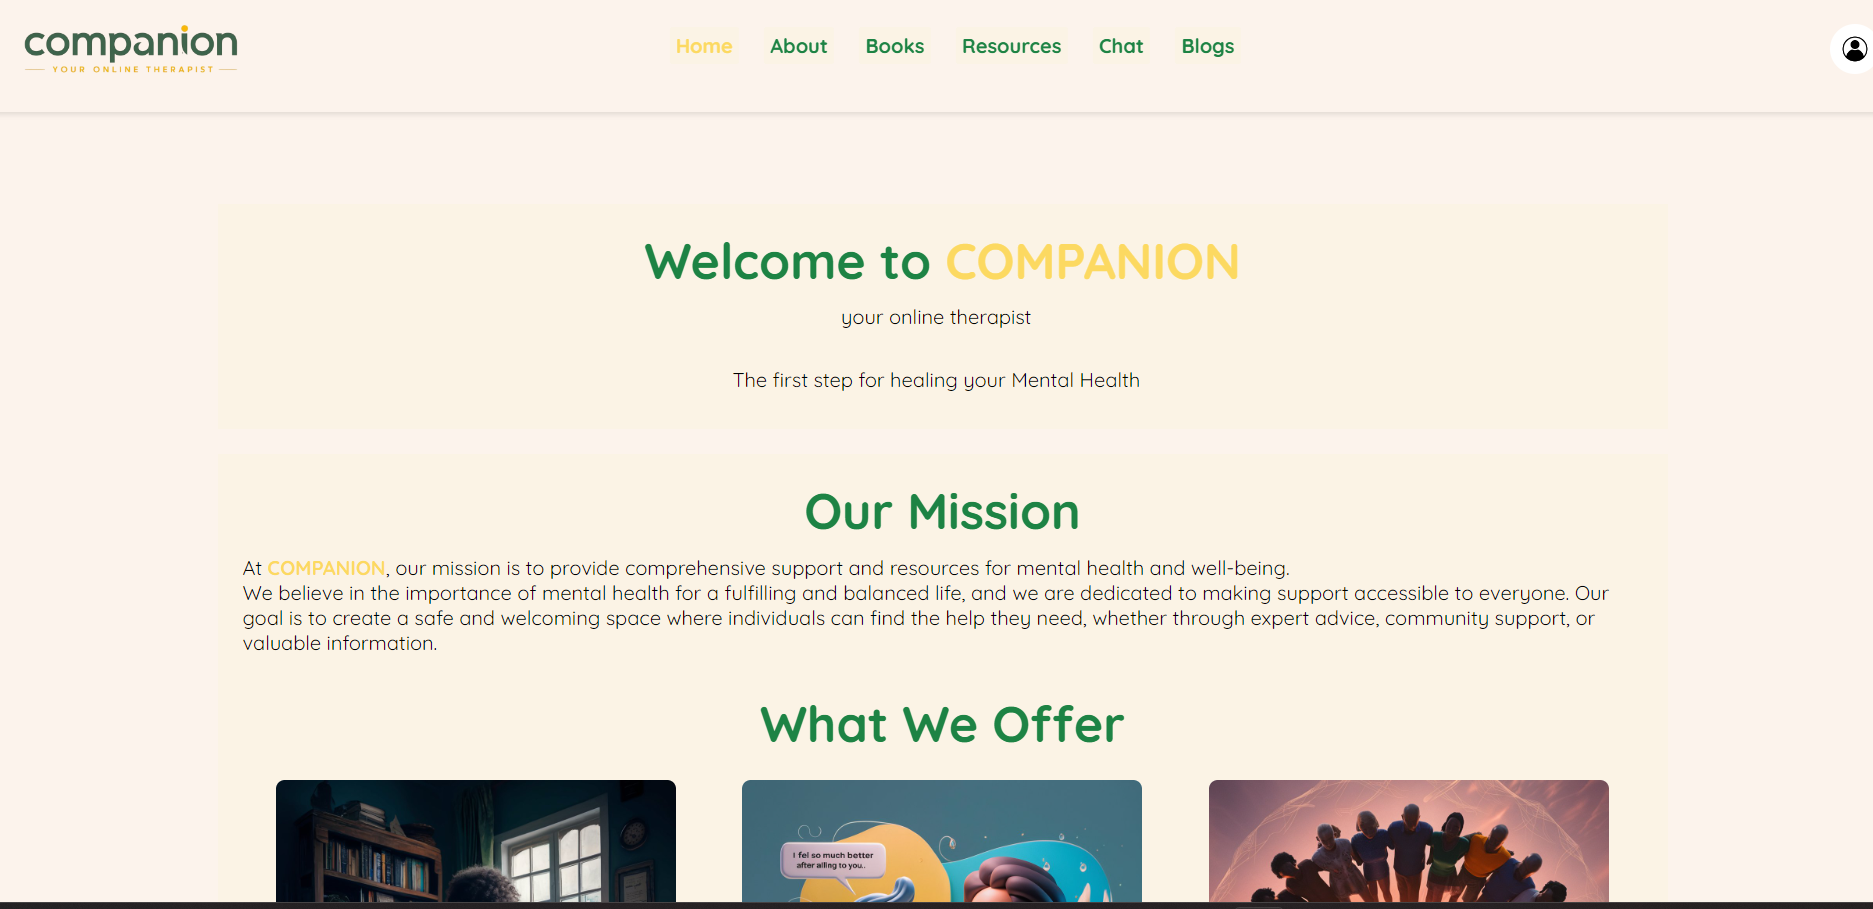 companion
YOUR ONLINE THERAPIST
Home About Books Resources Chat Blogs
Welcome to COMPANION
your online therapist
The first step for healing your Mental Health
Our Mission
At COMPANION, our mission is to provide comprehensive support and resources for mental health and well-being.
We believe in the importance of mental health for a fulfilling and balanced life, and we are dedicated to making support accessible to everyone. Our
goal is to create a safe and welcoming space where individuals can find the help they need, whether through expert advice, community support, or
valuable information.
What We Offer
I fel so much better
after ailing to you..